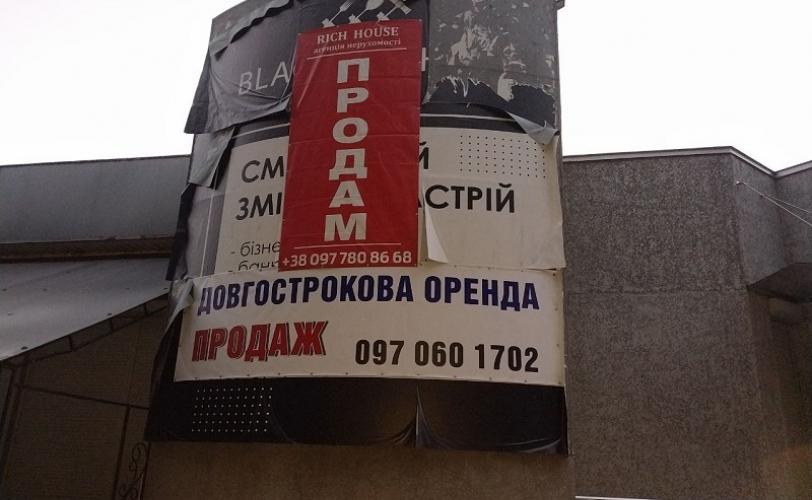 RICH HOUSE
агенція нерухомості
ПРОДАМ
+38 097 780 86 68
ДОВГОСТРОКОВА ОРЕНДА
ПРОДАЖ 097 060 1702